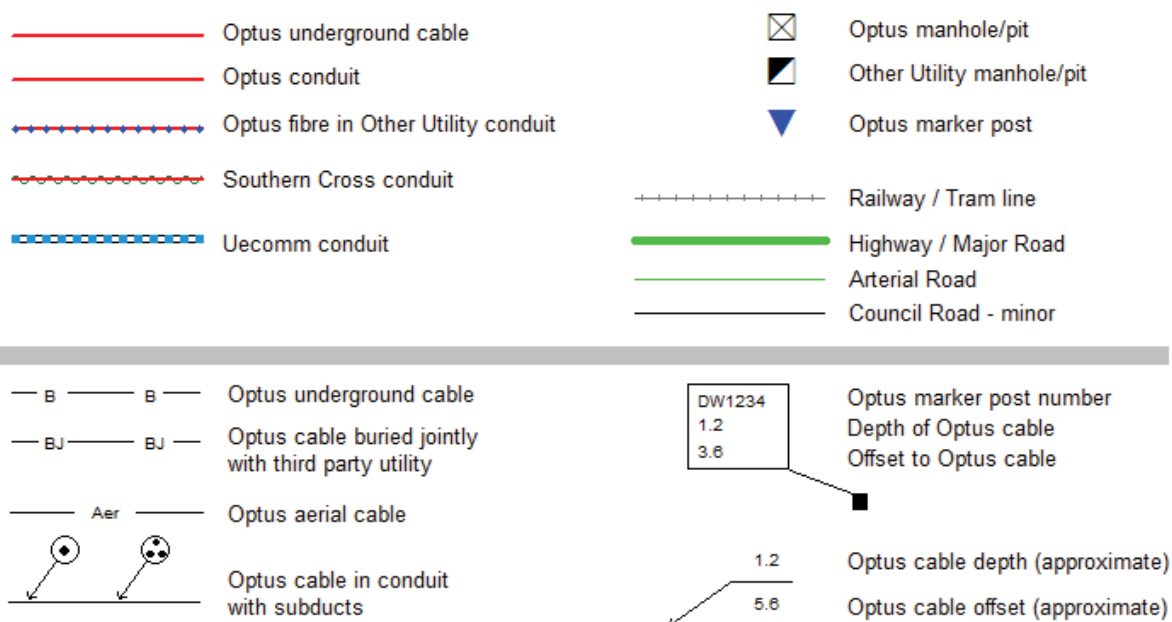 Optus underground cable
Optus conduit
Optus fibre in Other Utility conduit
Southern Cross conduit
Uecomm conduit
Optus manhole/pit
Other Utility manhole/pit
Optus marker post
Railway / Tram line
Highway / Major Road
Arterial Road
Council Road - minor
B B Optus underground cable
BJ BJ Optus cable buried jointly
with third party utility
Aer Optus aerial cable
Optus cable in conduit
with subducts
DW1234 Optus marker post number
1.2 Depth of Optus cable
3.6 Offset to Optus cable
1.2 Optus cable depth (approximate)
5.6 Optus cable offset (approximate)